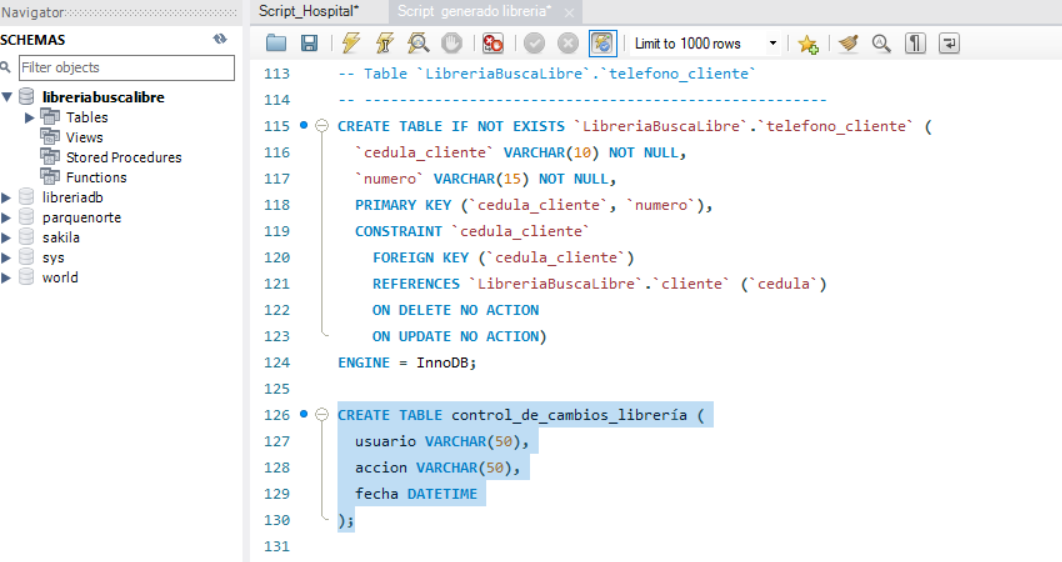 Navigator
Script_Hospital*
Script generado libreria*
SCHEMAS
Limit to 1000 rows
Filter objects
libreriabuscalibre
Tables
Views
Stored Procedures
Functions
libreriadb
parquenorte
sakila
sys
world
113 -- Table `LibreriaBuscaLibre`.`telefono_cliente`
114 -- -----------------------------------------------------
115 CREATE TABLE IF NOT EXISTS `LibreriaBuscaLibre`.`telefono_cliente` (
116 `cedula_cliente` VARCHAR(10) NOT NULL,
117 `numero` VARCHAR(15) NOT NULL,
118 PRIMARY KEY (`cedula_cliente`, `numero`),
119 CONSTRAINT `cedula_cliente`
120 FOREIGN KEY (`cedula_cliente`)
121 REFERENCES `LibreriaBuscaLibre`.`cliente` (`cedula`)
122 ON DELETE NO ACTION
123 ON UPDATE NO ACTION)
124 ENGINE = InnoDB;
125
126 CREATE TABLE control_de_cambios_librería (
127 usuario VARCHAR(50),
128 accion VARCHAR(50),
129 fecha DATETIME
130 );
131